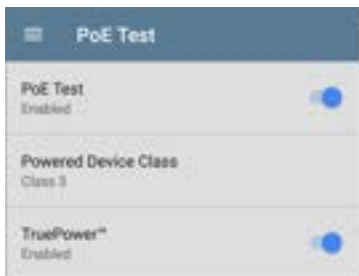 PoE Test
PoE Test
Enabled
Powered Device Class
Class 3
TruePower™
Enabled